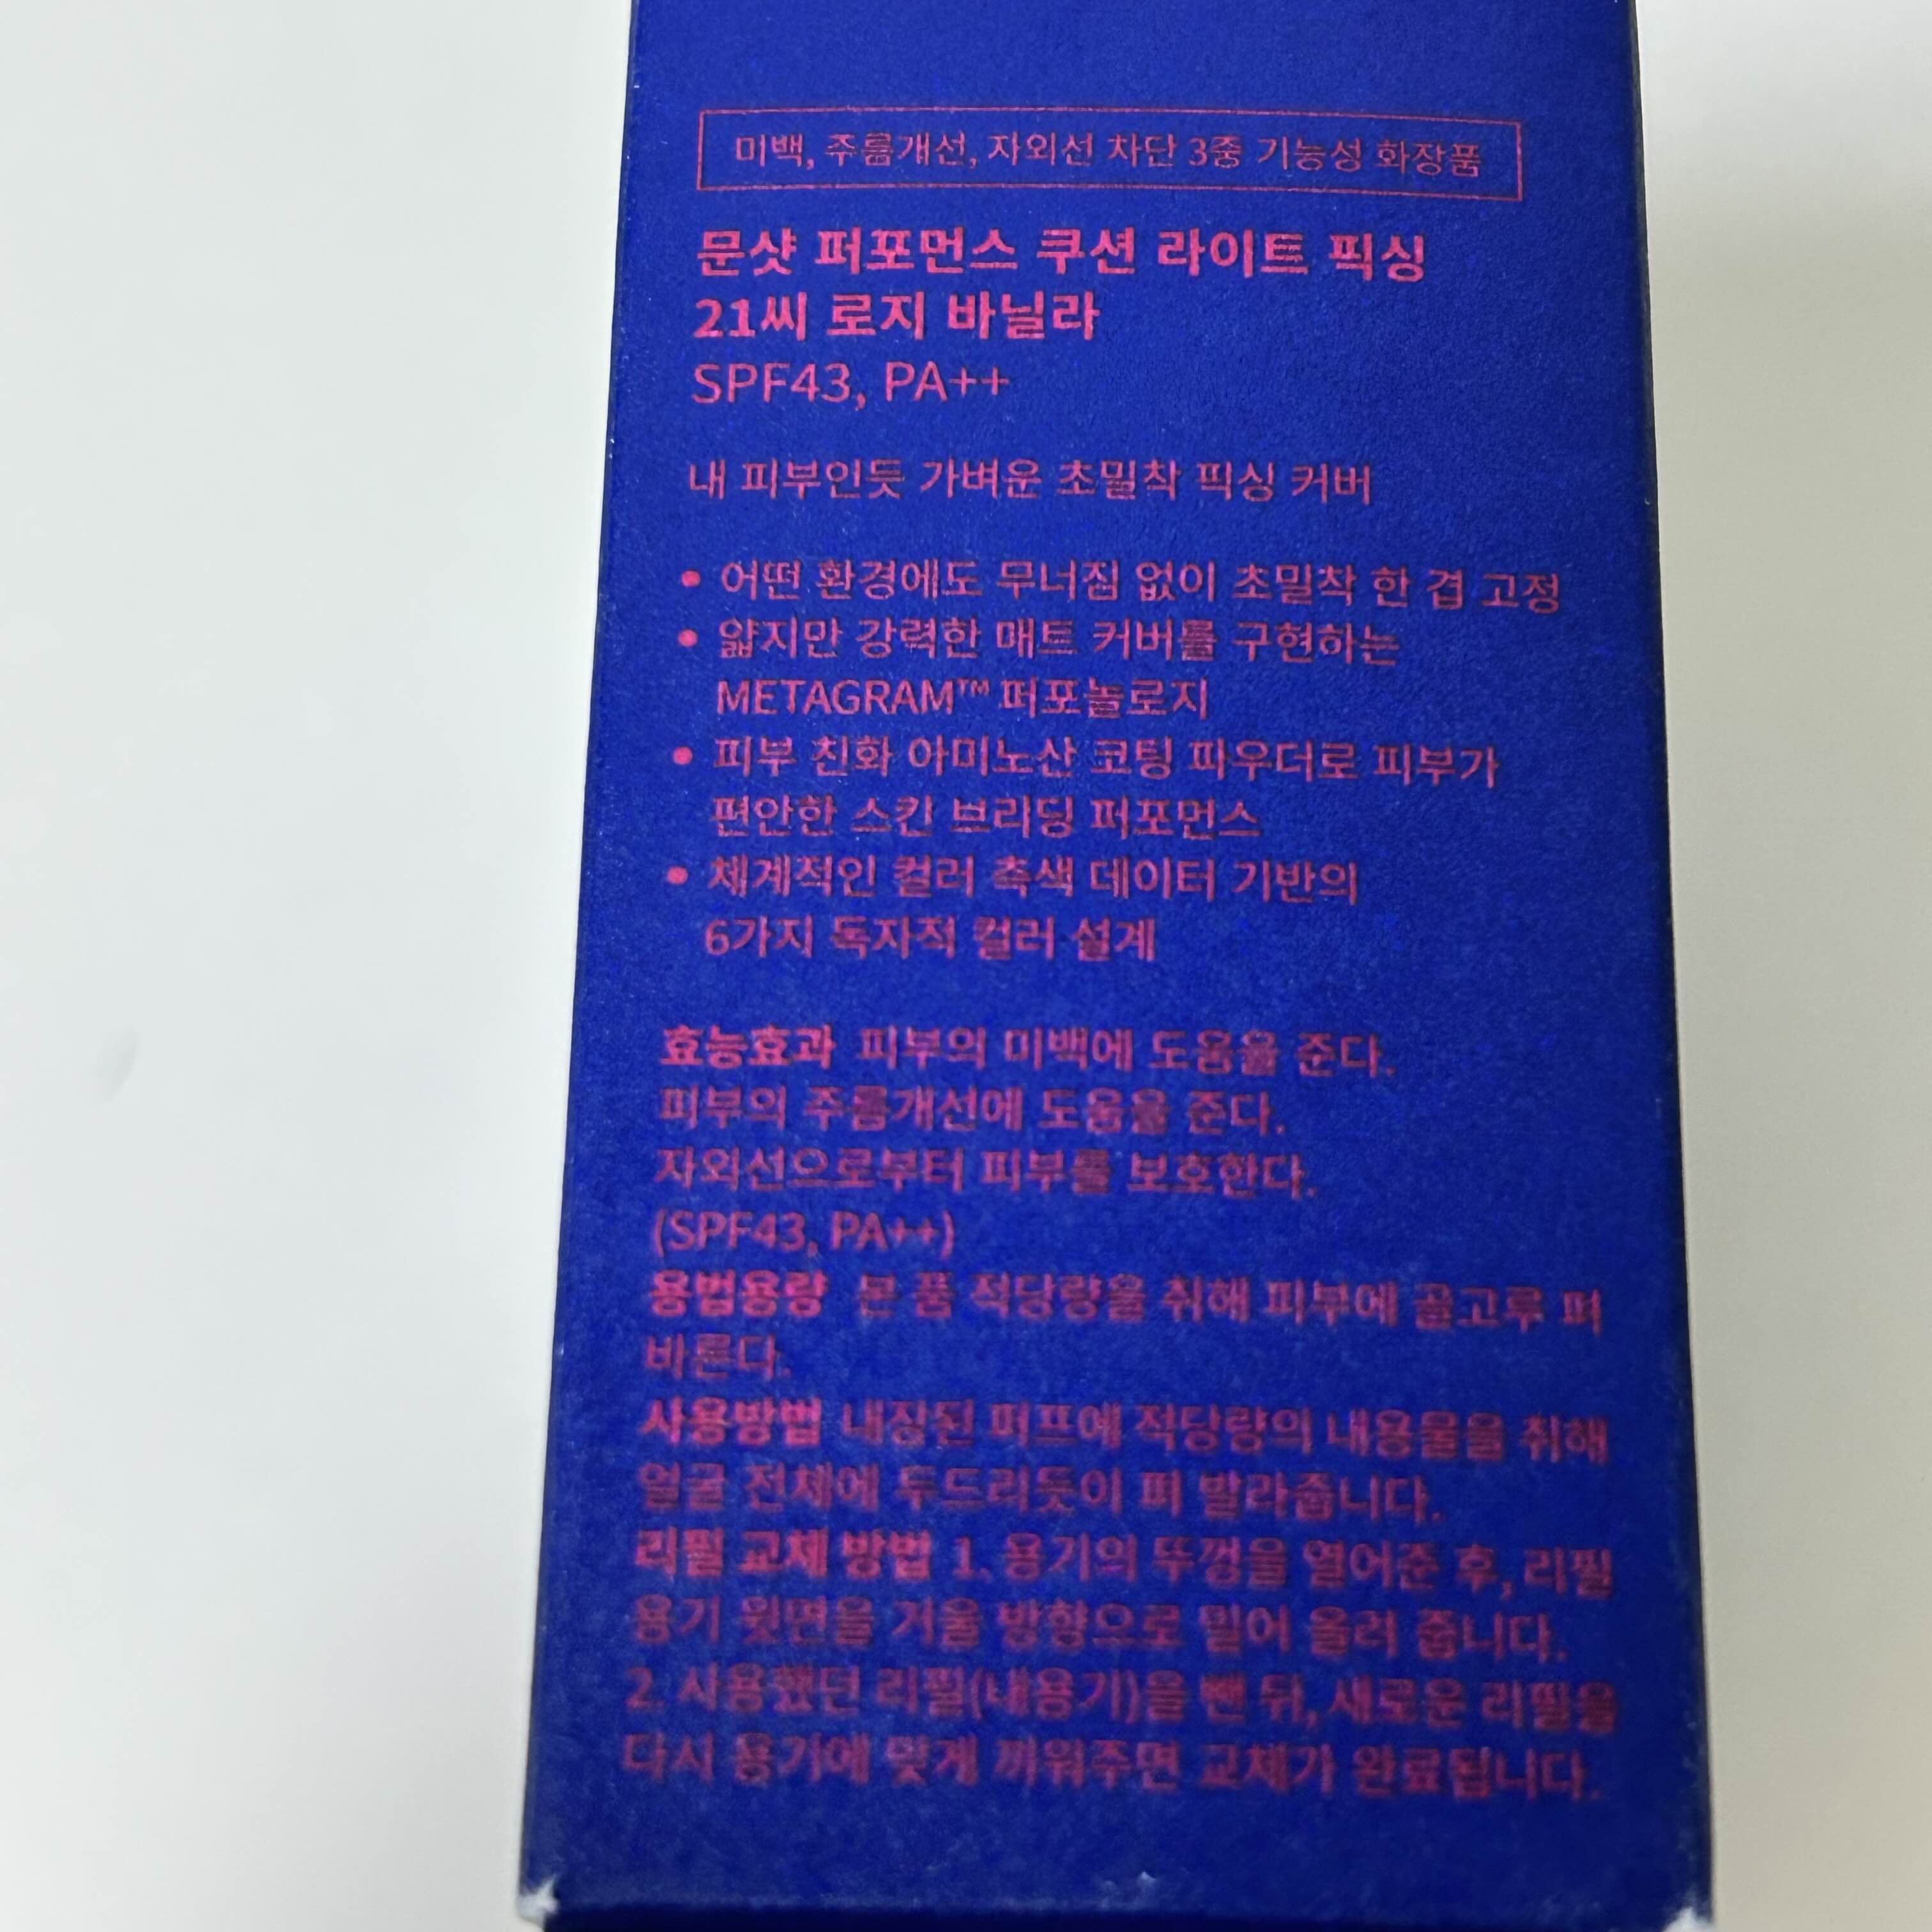 미백, 주름개선, 자외선 차단 3중 기능성 화장품
문샷 퍼포먼스 쿠션 라이트 픽싱
21씨 로지 바닐라
SPF43, PA++
내 피부인듯 가벼운 초밀착 픽싱 커버
• 어떤 환경에도 무너짐 없이 초밀착 한 겹 고정
• 얇지만 강력한 매트 커버를 구현하는
METAGRAM™ 퍼포놀로지
• 피부 친화 아미노산 코팅 파우더로 피부가
편안한 스킨 브리딩 퍼포먼스
• 체계적인 컬러 측색 데이터 기반의
6가지 독자적 컬러 설계
효능효과 피부의 미백에 도움을 준다.
피부의 주름개선에 도움을 준다.
자외선으로부터 피부를 보호한다.
(SPF43, PA++)
용법용량 본 품 적당량을 취해 피부에 골고루 펴
바른다.
사용방법 내장된 퍼프에 적당량의 내용물을 취해
얼굴 전체에 두드리듯이 펴 발라줍니다.
리필 교체 방법 1. 용기의 뚜껑을 열어준 후, 리필
용기 윗면을 거울 방향으로 밀어 올려 줍니다.
2. 사용했던 리필(내용기)을 뺀 뒤, 새로운 리필을
다시 용기에 맞게 끼워주면 교체가 완료됩니다.